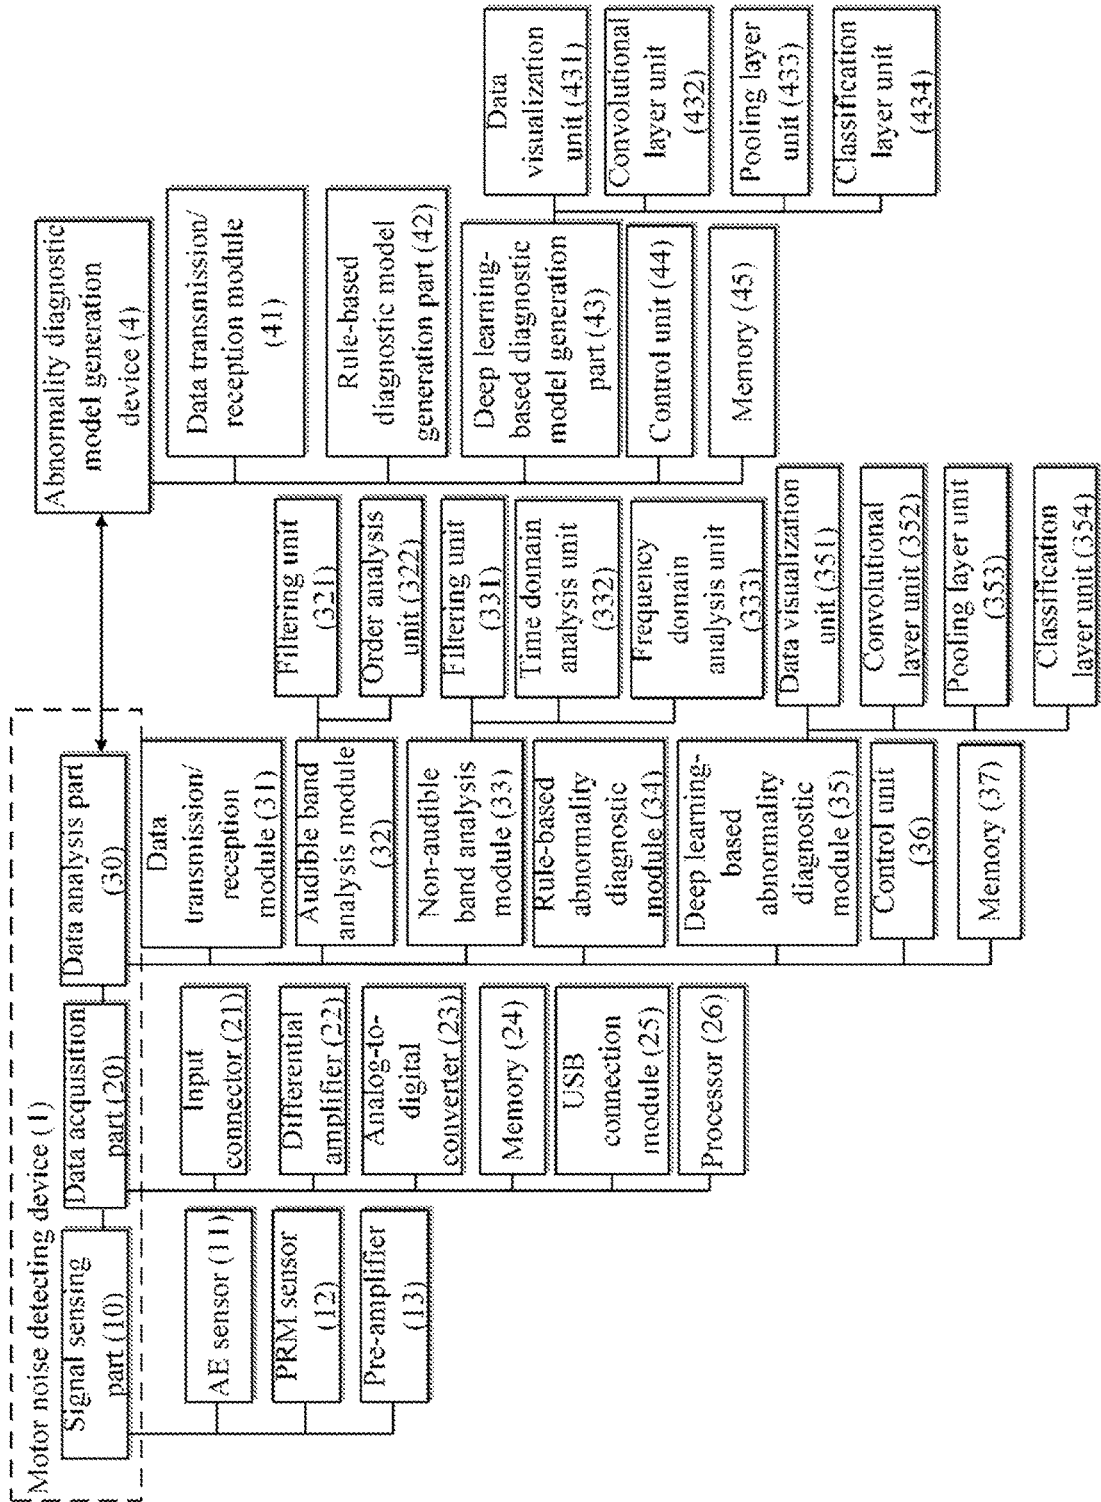 Motor noise detecting device (1)
Signal sensing
part (10)
AE sensor (11)
PRM sensor
(12)
Pre-amplifier
(13)
Data acquisition
part (20)
Input
connector (21)
Differential
amplifier (22)
Analog-to-
digital
converter (23)
Memory (24)
USB
connection
module (25)
Processor (26)
Data analysis part
(30)
Data
transmission/
reception
module (31)
Audible band
analysis module
(32)
Filtering unit
(321)
Order analysis
unit (322)
Non-audible
band analysis
module (33)
Filtering unit
(331)
Time domain
analysis unit
(332)
Frequency
domain
analysis unit
(333)
Rule-based
abnormality
diagnostic
module (34)
Deep learning-
based
abnormality
diagnostic
module (35)
Data visualization
unit (351)
Convolutional
layer unit (352)
Pooling layer unit
(353)
Classification
layer unit (354)
Control unit
(36)
Memory (37)
Abnormality diagnostic
model generation
device (4)
Data transmission/
reception module
(41)
Rule-based
diagnostic model
generation part (42)
Deep learning-
based diagnostic
model generation
part (43)
Data
visualization
unit (431)
Convolutional
layer unit
(432)
Pooling layer
unit (433)
Classification
layer unit
(434)
Control unit (44)
Memory (45)